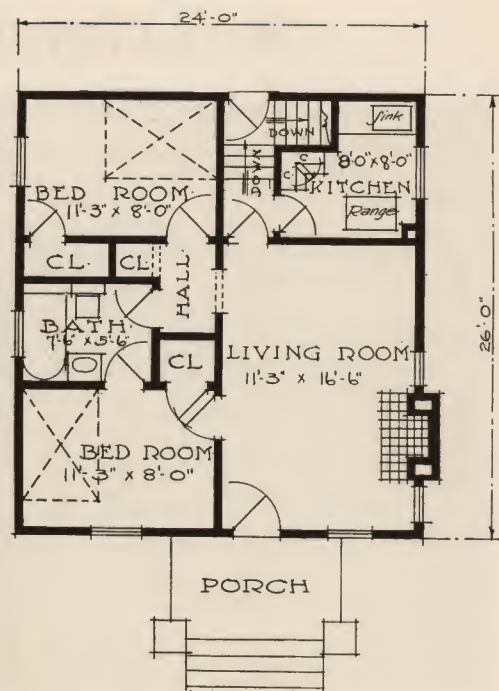 24'-0"
Sink
DOWN
DOWN
8'-0" x 8'-0"
C.
C.
KITCHEN
BED ROOM
11'-3" x 8'-0"
Range
CL.
CL.
HALL
26'-0"
BATH.
7'-6" x 5'-6"
LIVING ROOM
11'-3" x 16'-6"
CL
BED ROOM
11'-3" x 8'-0"
PORCH